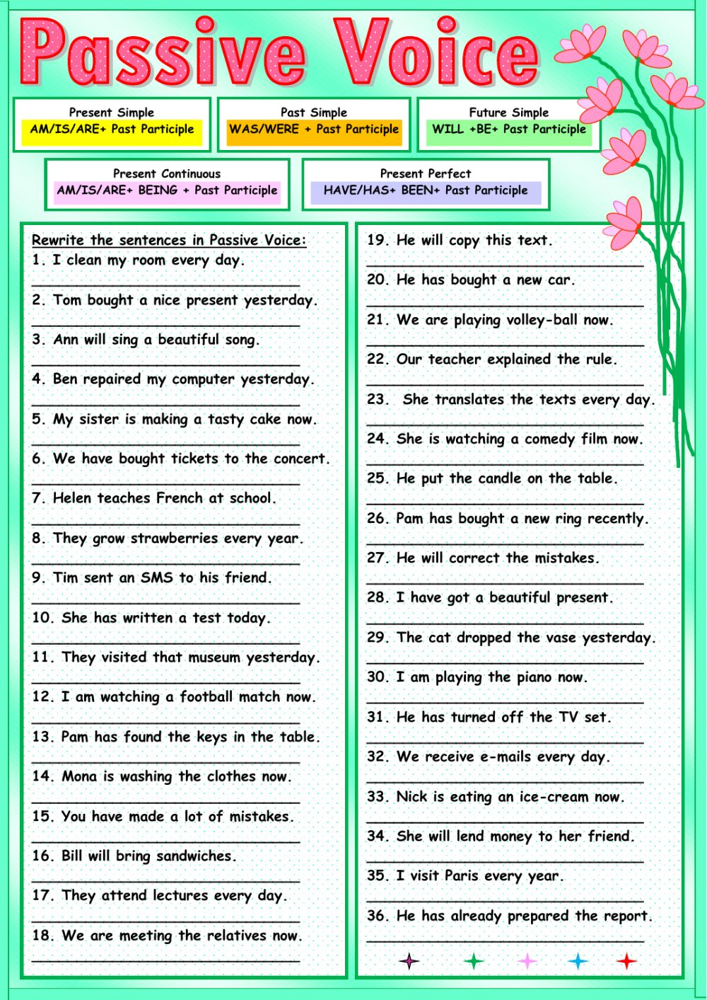 Passive Voice
Present Simple
AM/IS/ARE+ Past Participle
Past Simple
WAS/WERE + Past Participle
Future Simple
WILL +BE+ Past Participle
Present Continuous
AM/IS/ARE+ BEING + Past Participle
Present Perfect
HAVE/HAS+ BEEN+ Past Participle
Rewrite the sentences in Passive Voice:
1. I clean my room every day.
2. Tom bought a nice present yesterday.
3. Ann will sing a beautiful song.
4. Ben repaired my computer yesterday.
5. My sister is making a tasty cake now.
6. We have bought tickets to the concert.
7. Helen teaches French at school.
8. They grow strawberries every year.
9. Tim sent an SMS to his friend.
10. She has written a test today.
11. They visited that museum yesterday.
12. I am watching a football match now.
13. Pam has found the keys in the table.
14. Mona is washing the clothes now.
15. You have made a lot of mistakes.
16. Bill will bring sandwiches.
17. They attend lectures every day.
18. We are meeting the relatives now.
19. He will copy this text.
20. He has bought a new car.
21. We are playing volley-ball now.
22. Our teacher explained the rule.
23. She translates the texts every day.
24. She is watching a comedy film now.
25. He put the candle on the table.
26. Pam has bought a new ring recently.
27. He will correct the mistakes.
28. I have got a beautiful present.
29. The cat dropped the vase yesterday.
30. I am playing the piano now.
31. He has turned off the TV set.
32. We receive e-mails every day.
33. Nick is eating an ice-cream now.
34. She will lend money to her friend.
35. I visit Paris every year.
36. He has already prepared the report.